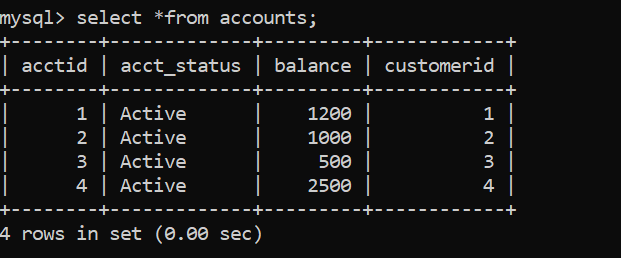 mysql> select *from accounts;
+--------+-------------+---------+------------+
| acctid | acct_status | balance | customerid |
+--------+-------------+---------+------------+
|      1 | Active      |    1200 |          1 |
|      2 | Active      |    1000 |          2 |
|      3 | Active      |     500 |          3 |
|      4 | Active      |    2500 |          4 |
+--------+-------------+---------+------------+
4 rows in set (0.00 sec)